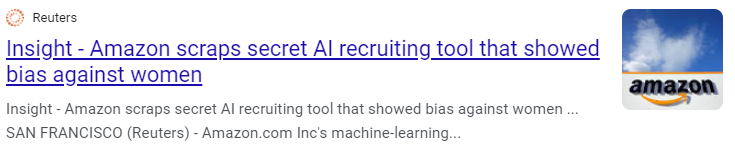 Reuters
Insight - Amazon scraps secret AI recruiting tool that showed
bias against women
Insight - Amazon scraps secret AI recruiting tool that showed bias against women ...
SAN FRANCISCO (Reuters) - Amazon.com Inc's machine-learning...
amazon